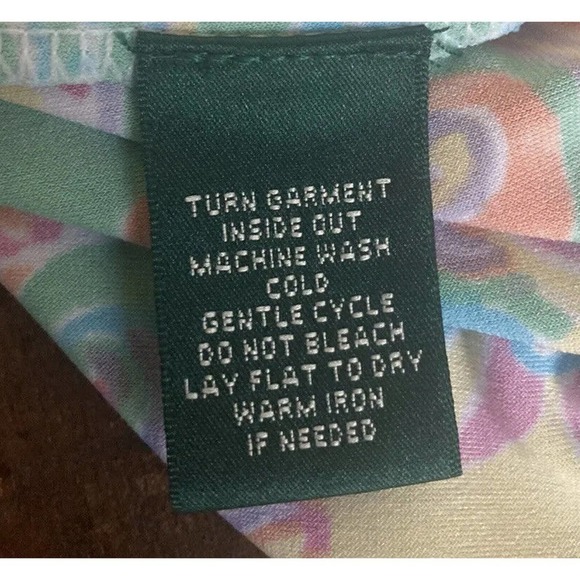 TURN GARMENT
INSIDE OUT
MACHINE WASH
COLD
GENTLE CYCLE
DO NOT BLEACH
LAY FLAT TO DRY
WARM IRON
IF NEEDED